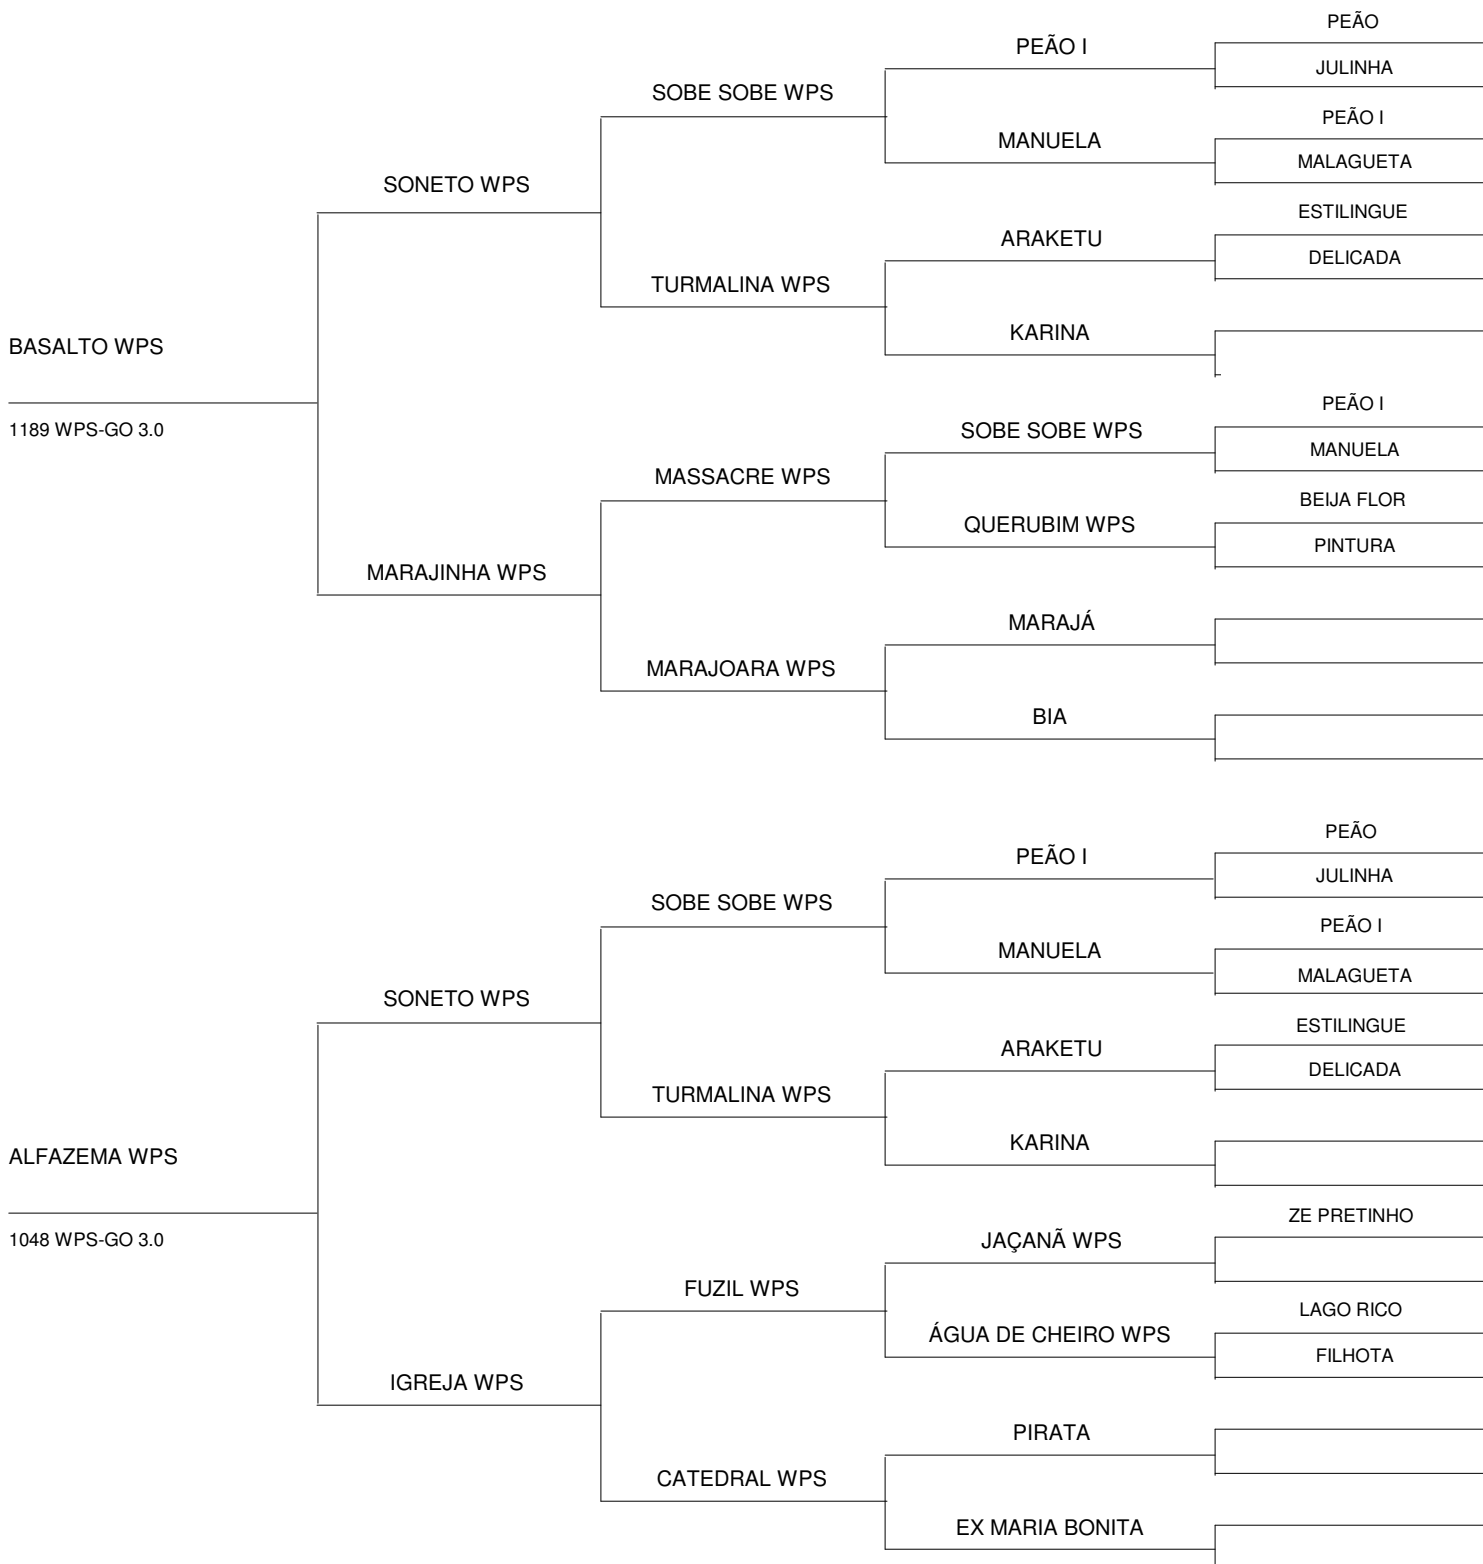 PEÃO
PEÃO I
JULINHA
SOBE SOBE WPS
PEÃO I
MANUELA
MALAGUETA
SONETO WPS
ESTILINGUE
ARAKETU
DELICADA
TURMALINA WPS
KARINA
BASALTO WPS
PEÃO I
1189 WPS-GO 3.0
SOBE SOBE WPS
MANUELA
MASSACRE WPS
BEIJA FLOR
QUERUBIM WPS
PINTURA
MARAJINHA WPS
MARAJÁ
MARAJOARA WPS
BIA
PEÃO
PEÃO I
JULINHA
SOBE SOBE WPS
PEÃO I
MANUELA
MALAGUETA
SONETO WPS
ESTILINGUE
ARAKETU
DELICADA
TURMALINA WPS
KARINA
ALFAZEMA WPS
ZE PRETINHO
1048 WPS-GO 3.0
JAÇANÃ WPS
FUZIL WPS
LAGO RICO
ÁGUA DE CHEIRO WPS
FILHOTA
IGREJA WPS
PIRATA
CATEDRAL WPS
EX MARIA BONITA